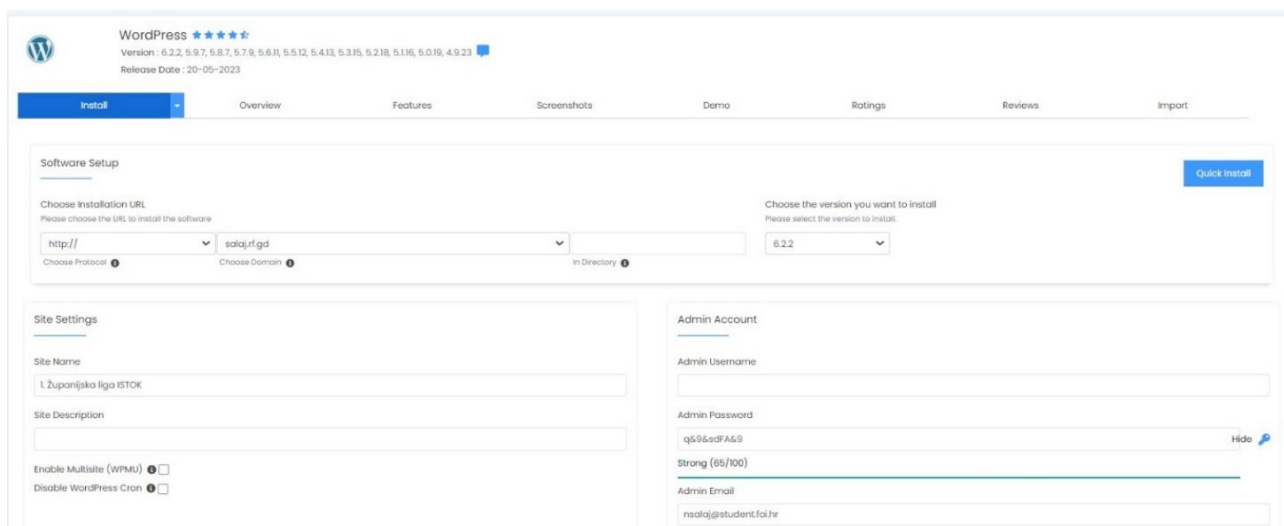 WordPress
Version : 6.2.2, 5.9.7, 5.8.7, 5.7.9, 5.6.11, 5.5.12, 5.4.13, 5.3.15, 5.2.18, 5.1.16, 5.0.19, 4.9.23
Release Date : 20-05-2023
Install Overview Features Screenshots Demo Ratings Reviews Import
Software Setup
Quick Install
Choose Installation URL
Please choose the URL to install the software
http:// salaj.rf.gd
Choose Protocol Choose Domain In Directory
Choose the version you want to install
Please select the version to install.
6.2.2
Site Settings
Site Name
1. Županijska liga ISTOK
Site Description
Enable Multisite (WPMU)
Disable WordPress Cron
Admin Account
Admin Username
Admin Password
q&9&sdFA&9 Hide
Strong (65/100)
Admin Email
nsalaj@student.foi.hr